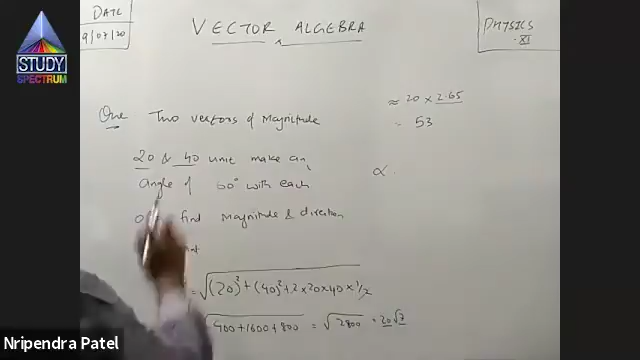 DATE
9/07/20
VECTOR ALGEBRA
PHYSICS
XI
STUDY
SPECTRUM
Que Two vectors of Magnitude
20 & 40 unit make an
angle of 60° with each
find Magnitude & direction
= √(20)² + (40)² + 2 × 20 × 40 × 1/2
√400 + 1600 + 800 = √2800 = 20√7
≈ 20 × 2.65
= 53
α
Nripendra Patel